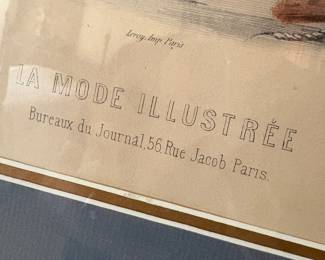 Leroy, Imp. Paris
LA MODE ILLUSTRÉE
Bureaux du Journal, 56, Rue Jacob Paris.